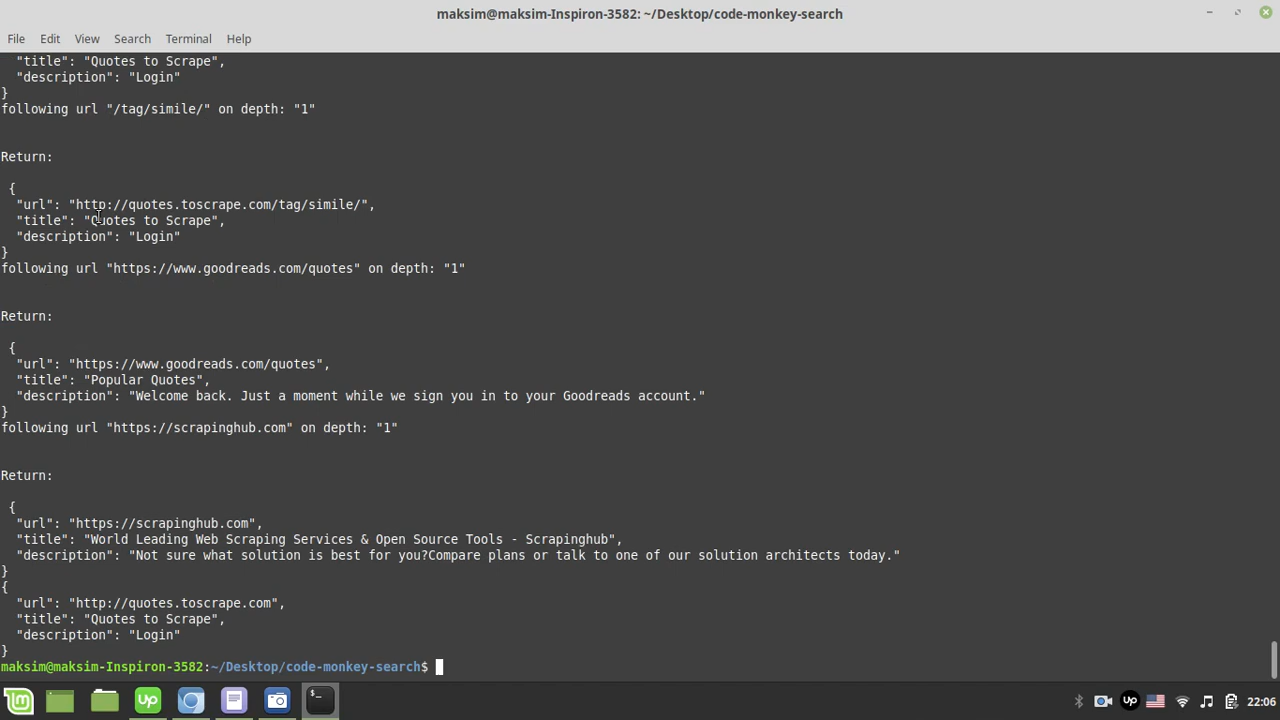 maksim@maksim-Inspiron-3582: ~/Desktop/code-monkey-search
File Edit View Search Terminal Help
"title": "Quotes to Scrape",
"description": "Login"
}
following url "/tag/simile/" on depth: "1"
Return:
{
"url": "http://quotes.toscrape.com/tag/simile/",
"title": "Quotes to Scrape",
"description": "Login"
}
following url "https://www.goodreads.com/quotes" on depth: "1"
Return:
{
"url": "https://www.goodreads.com/quotes",
"title": "Popular Quotes",
"description": "Welcome back. Just a moment while we sign you in to your Goodreads account."
}
following url "https://scrapinghub.com" on depth: "1"
Return:
{
"url": "https://scrapinghub.com",
"title": "World Leading Web Scraping Services & Open Source Tools - Scrapinghub",
"description": "Not sure what solution is best for you?Compare plans or talk to one of our solution architects today."
}
{
"url": "http://quotes.toscrape.com",
"title": "Quotes to Scrape",
"description": "Login"
}
maksim@maksim-Inspiron-3582:~/Desktop/code-monkey-search$
up $_ up 22:06